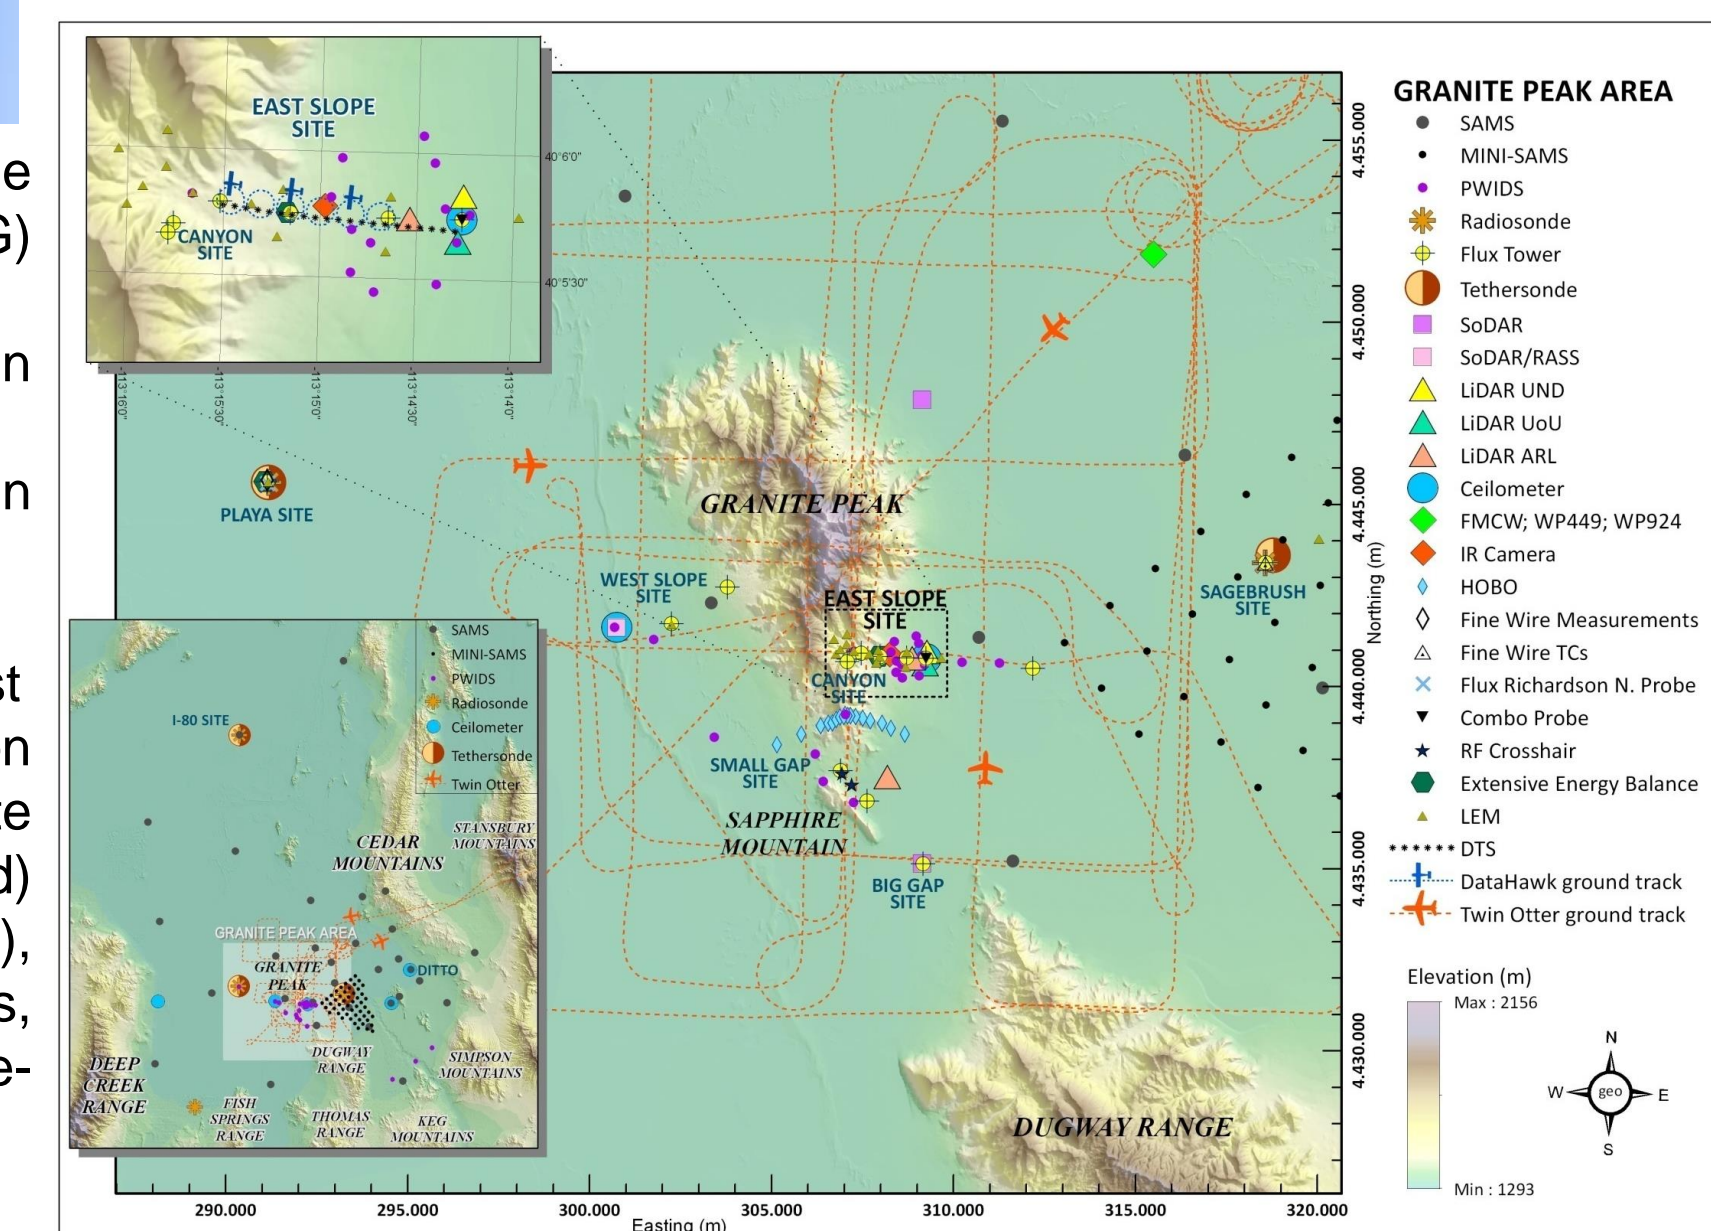 e
G)
n
n
st
on
te
d)
),
s,
e-
EAST SLOPE
SITE
CANYON
SITE
40°6'0"
40°5'30"
113°16'0"
113°15'30"
113°15'0"
113°14'30"
113°14'0"
PLAYA SITE
GRANITE PEAK
WEST SLOPE
SITE
EAST SLOPE
SITE
CANYON
SITE
SAGEBRUSH
SITE
SMALL GAP
SITE
SAPPHIRE
MOUNTAIN
BIG GAP
SITE
DUGWAY RANGE
SAMS
MINI-SAMS
PWIDS
Radiosonde
Ceilometer
Tethersonde
Twin Otter
I-80 SITE
CEDAR
MOUNTAINS
STANSBURY
MOUNTAINS
GRANITE PEAK AREA
GRANITE
PEAK
DITTO
DUGWAY
RANGE
SIMPSON
MOUNTAINS
DEEP
CREEK
RANGE
FISH
SPRINGS
RANGE
THOMAS
RANGE
KEG
MOUNTAINS
290.000
295.000
300.000
305.000
310.000
315.000
320.000
Easting (m)
4.455.000
4.450.000
4.445.000
4.440.000
4.435.000
4.430.000
Northing (m)
GRANITE PEAK AREA
SAMS
MINI-SAMS
PWIDS
Radiosonde
Flux Tower
Tethersonde
SoDAR
SoDAR/RASS
LiDAR UND
LiDAR UoU
LiDAR ARL
Ceilometer
FMCW; WP449; WP924
IR Camera
HOBO
Fine Wire Measurements
Fine Wire TCs
Flux Richardson N. Probe
Combo Probe
RF Crosshair
Extensive Energy Balance
LEM
DTS
DataHawk ground track
Twin Otter ground track
Elevation (m)
Max : 2156
Min : 1293
N
W
geo
E
S